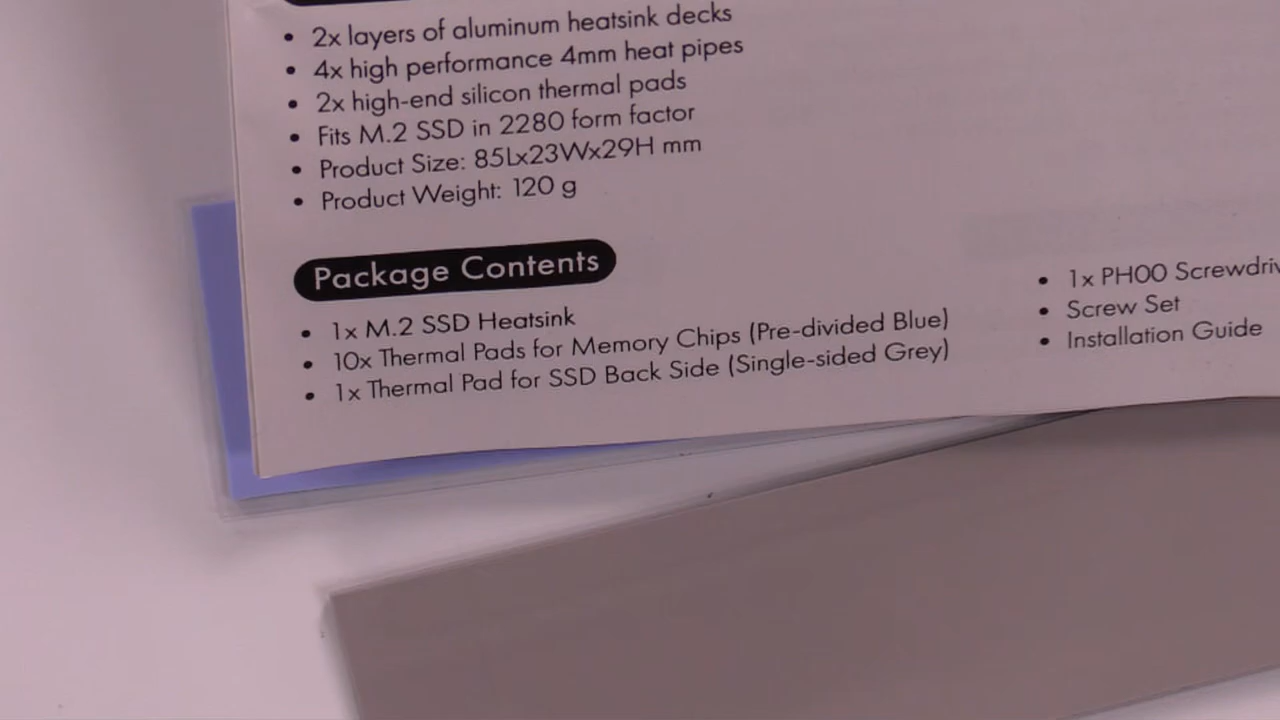 • 2x layers of aluminum heatsink decks
• 4x high performance 4mm heat pipes
• 2x high-end silicon thermal pads
• Fits M.2 SSD in 2280 form factor
• Product Size: 85Lx23Wx29H mm
• Product Weight: 120 g
Package Contents
• 1x M.2 SSD Heatsink
• 10x Thermal Pads for Memory Chips (Pre-divided Blue)
• 1x Thermal Pad for SSD Back Side (Single-sided Grey)
• 1x PH00 Screwdriv
• Screw Set
• Installation Guide